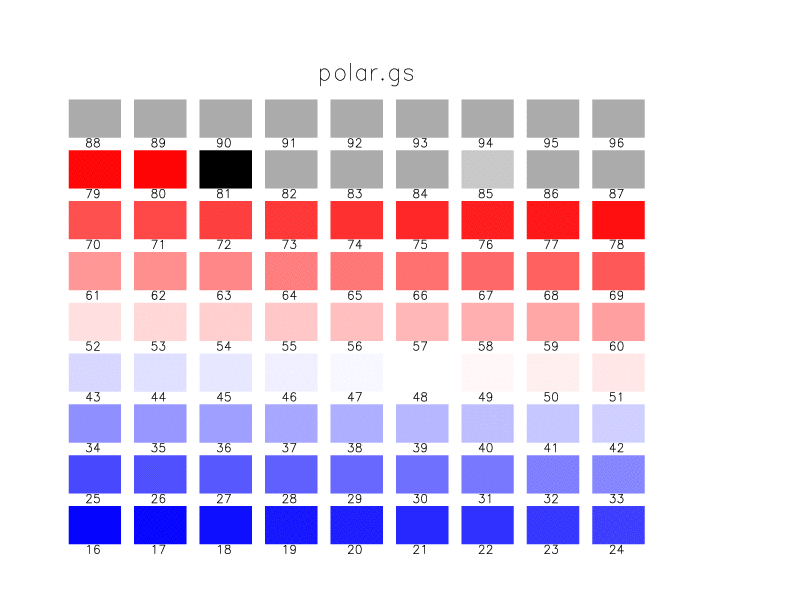 polar.gs
88 89 90 91 92 93 94 95 96
79 80 81 82 83 84 85 86 87
70 71 72 73 74 75 76 77 78
61 62 63 64 65 66 67 68 69
52 53 54 55 56 57 58 59 60
43 44 45 46 47 48 49 50 51
34 35 36 37 38 39 40 41 42
25 26 27 28 29 30 31 32 33
16 17 18 19 20 21 22 23 24